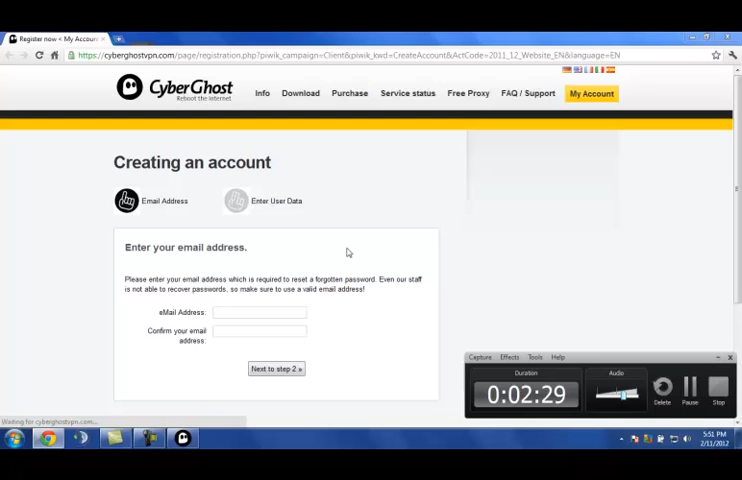 Register now < My Accour
https://cyberghostvpn.com/page/registration.php?piwik_campaign=Client&piwik_kwd=CreateAccount&ActCode=2011_12_Website_EN&language=EN
CyberGhost
Reboot the internet.
Info Download Purchase Service status Free Proxy FAQ / Support My Account
Creating an account
Email Address Enter User Data
Enter your email address.
Please enter your email address which is required to reset a forgotten password. Even our staff
is not able to recover passwords, so make sure to use a valid email address!
eMail Address:
Confirm your email
address:
Next to step 2 »
Capture Effects Tools Help
Duration
Audio
0:02:29
Delete Pause Stop
Waiting for cyberghostvpn.com...
5:51 PM
2/11/2012